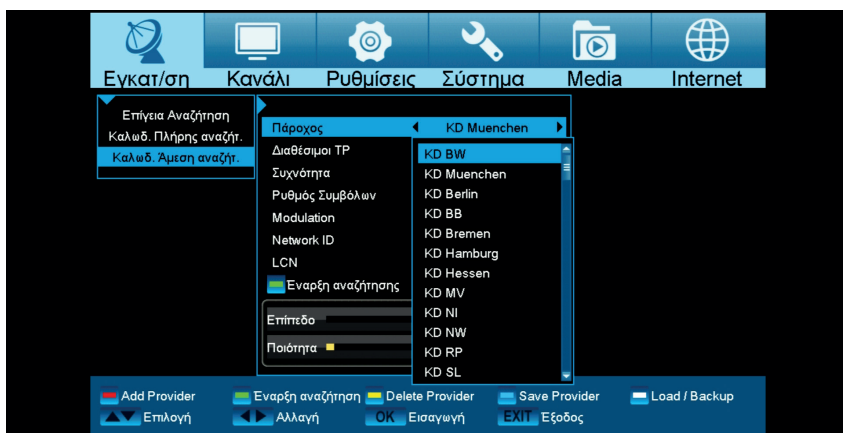 Εγκατ/ση Κανάλι Ρυθμίσεις Σύστημα Media Internet
Επίγεια Αναζήτηση
Καλωδ. Πλήρης αναζήτ.
Καλωδ. Άμεση αναζήτ.
Πάροχος KD Muenchen
Διαθέσιμοι TP
Συχνότητα
Ρυθμός Συμβόλων
Modulation
Network ID
LCN
Έναρξη αναζήτησης
Επίπεδο
Ποιότητα
KD BW
KD Muenchen
KD Berlin
KD BB
KD Bremen
KD Hamburg
KD Hessen
KD MV
KD NI
KD NW
KD RP
KD SL
Add Provider Έναρξη αναζήτηση Delete Provider Save Provider Load / Backup
Επιλογή Αλλαγή OK Εισαγωγή EXIT Έξοδος